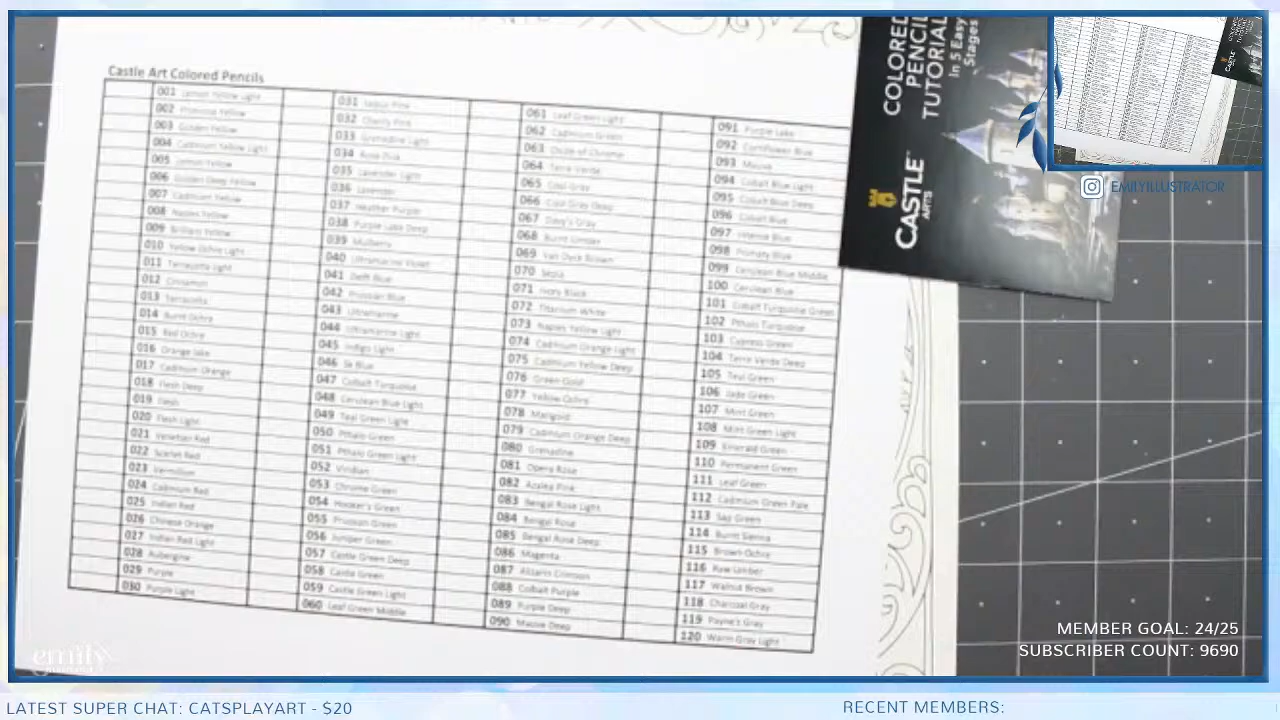 Castle Art Colored Pencils
001 Lemon Yellow Light
002 Primrose Yellow
003 Golden Yellow
004 Cadmium Yellow Light
005 Lemon Yellow
006 Golden Deep Yellow
007 Cadmium Yellow
008 Naples Yellow
009 Brilliant Yellow
010 Yellow Ochre Light
011 Terracotta Light
012 Cinnamon
013 Terracotta
014 Burnt Ochre
015 Red Ochre
016 Orange lake
017 Cadmium Orange
018 Flesh Deep
019 Flesh
020 Flesh Light
021 Venetian Red
022 Scarlet Red
023 Vermilion
024 Cadmium Red
025 Indian Red
026 Chinese Orange
027 Indian Red Light
028 Aubergine
029 Purple
030 Purple Light
031 Pink
032 Cherry Pink
033 Grenadine Light
034 Rose Pink
035 Lavender Light
036 Lavender
037 Heather Purple
038 Purple Lake Deep
039 Mulberry
040 Ultramarine Violet
041 Delft Blue
042 Prussian Blue
043 Ultramarine
044 Ultramarine Light
045 Indigo Light
046 Blue
047 Cobalt Turquoise
048 Cerulean Blue Light
049 Teal Green Light
050 Pthalo Green
051 Pthalo Green Light
052 Viridian
053 Chrome Green
054 Hooker's Green
055 Prussian Green
056 Juniper Green
057 Castle Green Deep
058 Castle Green
059 Castle Green Light
060 Leaf Green Middle
061 Leaf Green Light
062 Cadmium Green
063 Oxide of Chrome
064 Terre Verte
065 Cool Gray
066 Cool Gray Deep
067 Davy's Gray
068 Burnt Umber
069 Van Dyck Brown
070 Sepia
071 Ivory Black
072 Titanium White
073 Naples Yellow Light
074 Cadmium Orange Light
075 Cadmium Yellow Deep
076 Green Gold
077 Yellow Ochre
078 Marigold
079 Cadmium Orange Deep
080 Grenadine
081 Opera Rose
082 Azalea Pink
083 Bengal Rose Light
084 Bengal Rose
085 Bengal Rose Deep
086 Magenta
087 Alizarin Crimson
088 Cobalt Purple
089 Purple Deep
090 Mauve Deep
091 Purple Lake
092 Cornflower Blue
093 Mauve
094 Cobalt Blue Light
095 Cobalt Blue Deep
096 Cobalt Blue
097 Intense Blue
098 Primary Blue
099 Cerulean Blue Middle
100 Cerulean Blue
101 Cobalt Turquoise Green
102 Pthalo Turquoise
103 Cypress Green
104 Terre Verde Deep
105 Teal Green
106 Jade Green
107 Mint Green
108 Mint Green Light
109 Emerald Green
110 Permanent Green
111 Leaf Green
112 Cadmium Green Pale
113 Sap Green
114 Burnt Sienna
115 Brown Ochre
116 Raw Umber
117 Walnut Brown
118 Charcoal Gray
119 Payne's Gray
120 Warm Gray Light
COLORED
PENCIL
TUTORIAL
In 5 Easy
Stages
CASTLE
ARTS
EMILYILLUSTRATOR
emily
MEMBER GOAL: 24/25
SUBSCRIBER COUNT: 9690
LATEST SUPER CHAT: CATSPLAYART - $20
RECENT MEMBERS: